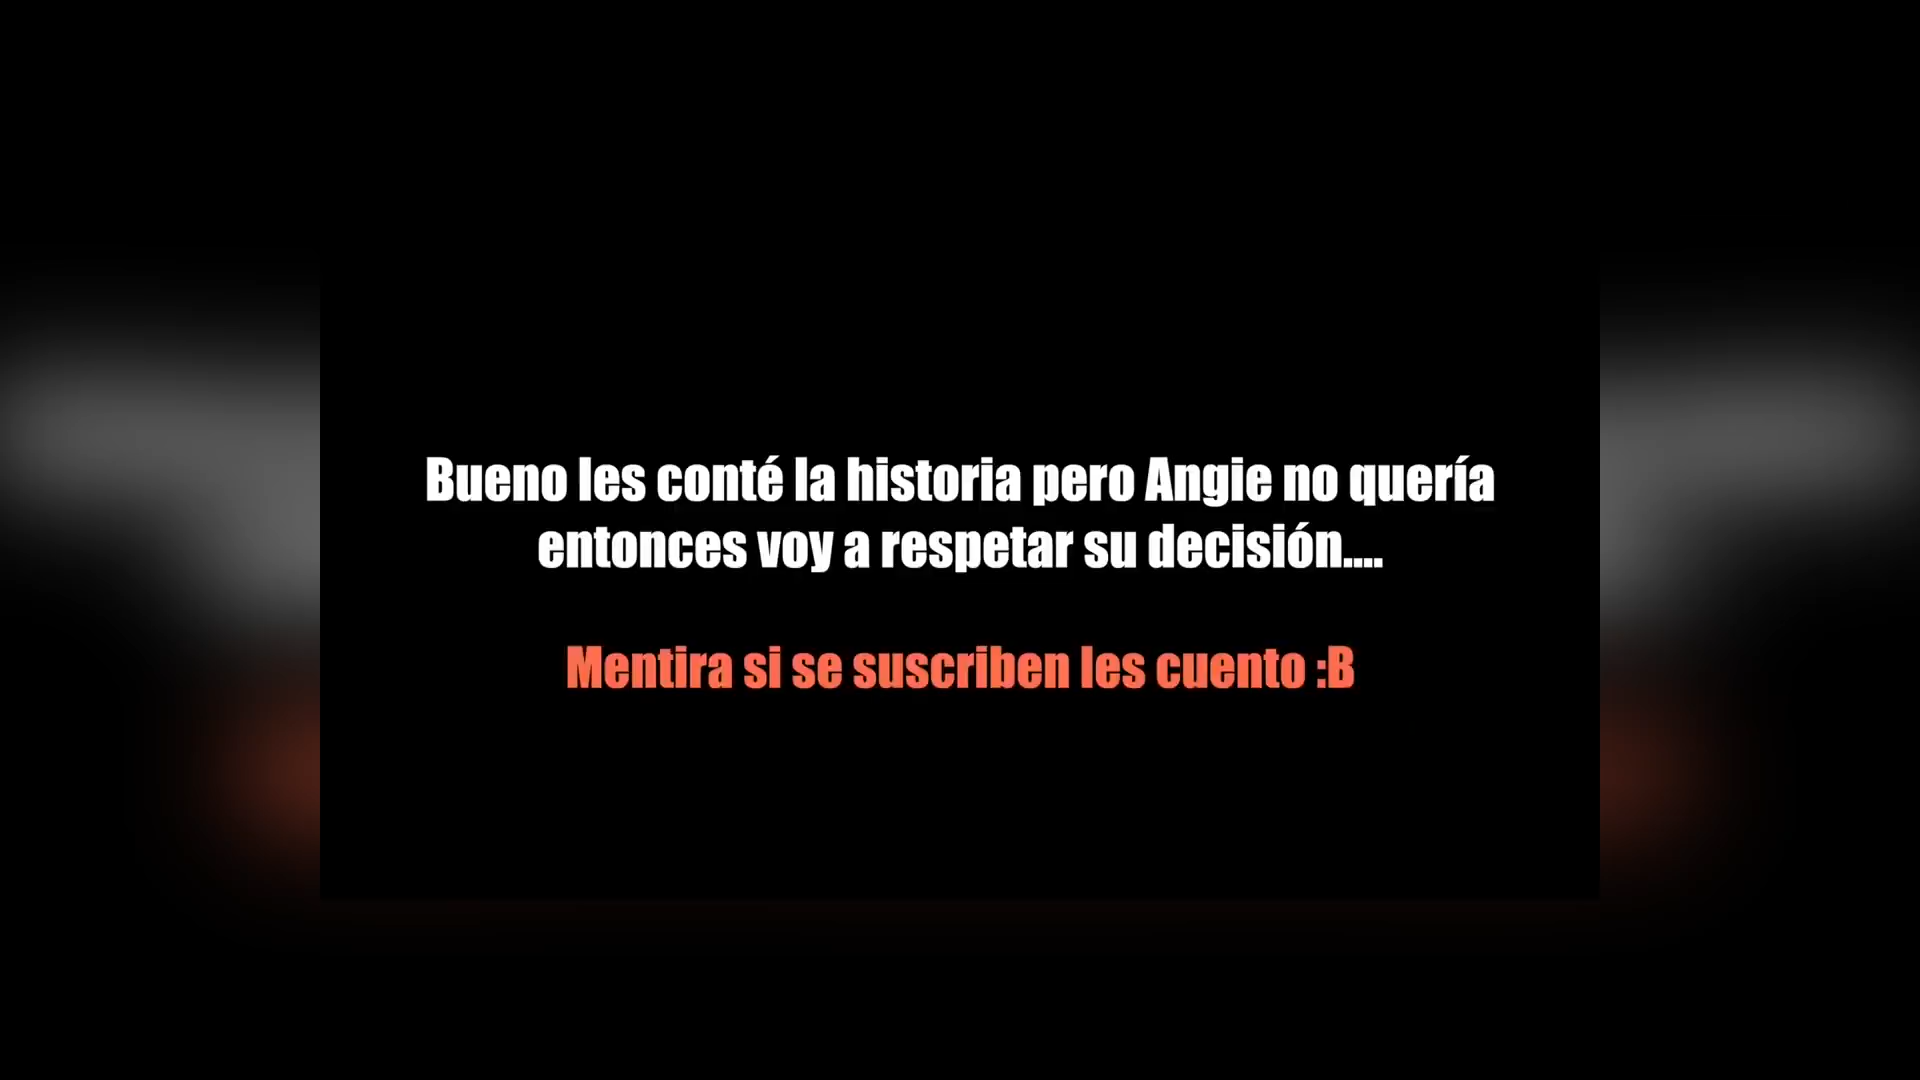 Bueno les conté la historia pero Angie no quería
entonces voy a respetar su decisión....
Mentira si se suscriben les cuento :B